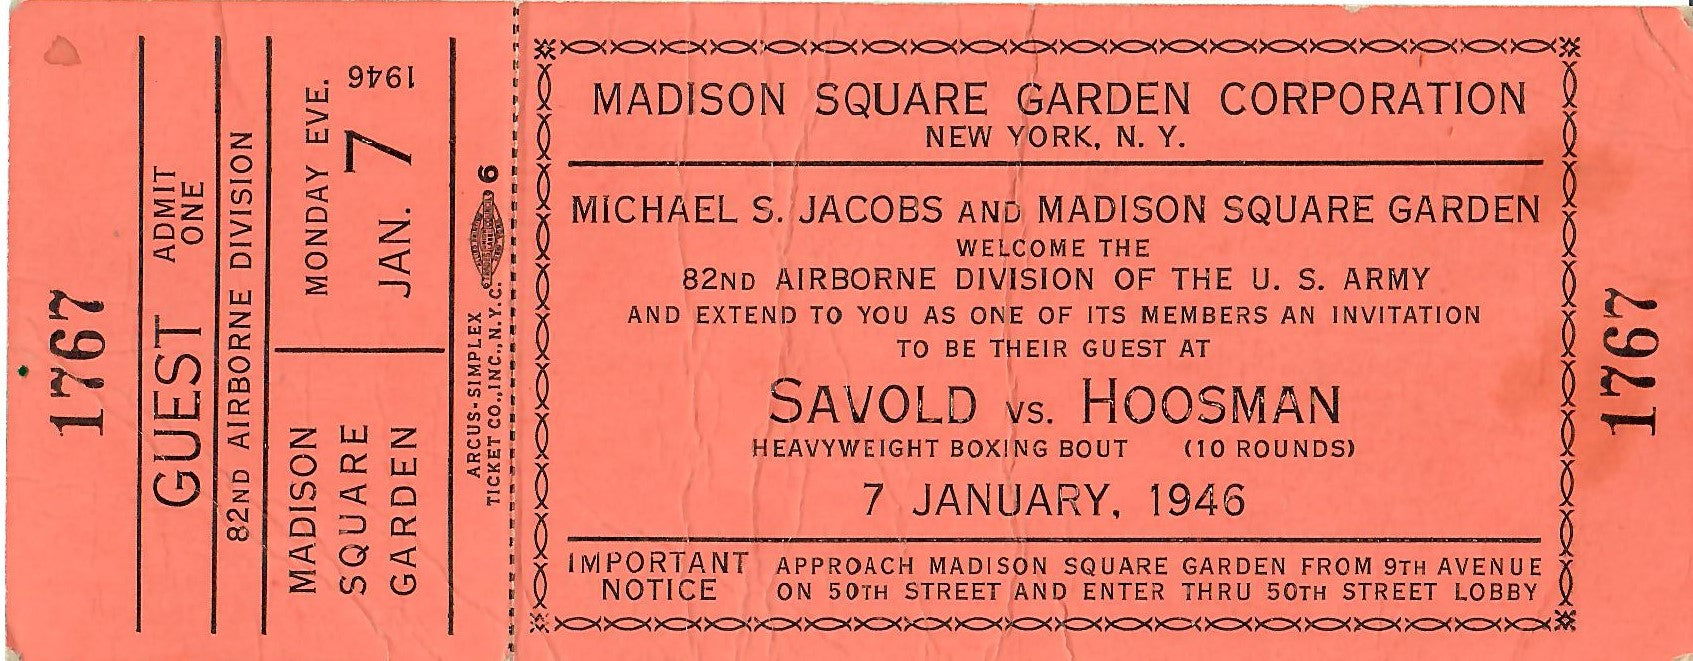 1767
GUEST ADMIT ONE
82ND AIRBORNE DIVISION
MONDAY EVE.
JAN. 7 1946
MADISON
SQUARE
GARDEN
ARCUS-SIMPLEX
TICKET CO., INC., N.Y.C. 6
MADISON SQUARE GARDEN CORPORATION
NEW YORK, N. Y.
MICHAEL S. JACOBS AND MADISON SQUARE GARDEN
WELCOME THE
82ND AIRBORNE DIVISION OF THE U. S. ARMY
AND EXTEND TO YOU AS ONE OF ITS MEMBERS AN INVITATION
TO BE THEIR GUEST AT
SAVOLD VS. HOOSMAN
HEAVYWEIGHT BOXING BOUT (10 ROUNDS)
7 JANUARY, 1946
IMPORTANT NOTICE
APPROACH MADISON SQUARE GARDEN FROM 9TH AVENUE
ON 50TH STREET AND ENTER THRU 50TH STREET LOBBY
1767